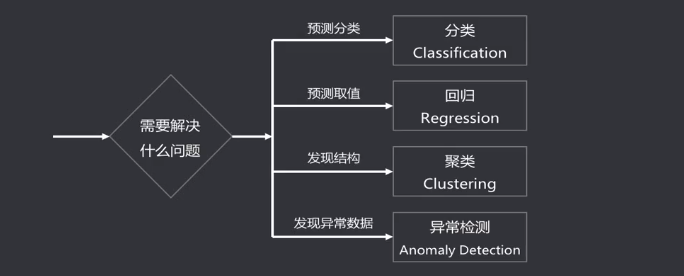 需要解决
什么问题
预测分类
分类
Classification
预测取值
回归
Regression
发现结构
聚类
Clustering
发现异常数据
异常检测
Anomaly Detection